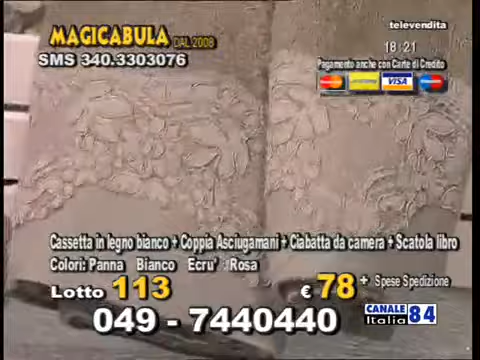 televendita
MAGICABULA DAL 2008
18 21
SMS 340.3303076
Pagamento anche con Carte di Credito
VISA
Cassetta in legno bianco + Coppia Asciugamani + Ciabatta da camera + Scatola libro
Colori: Panna Bianco Ecru' Rosa
Lotto 113
€ 78 + Spese Spedizione
049 - 7440440
CANALE
Italia 84